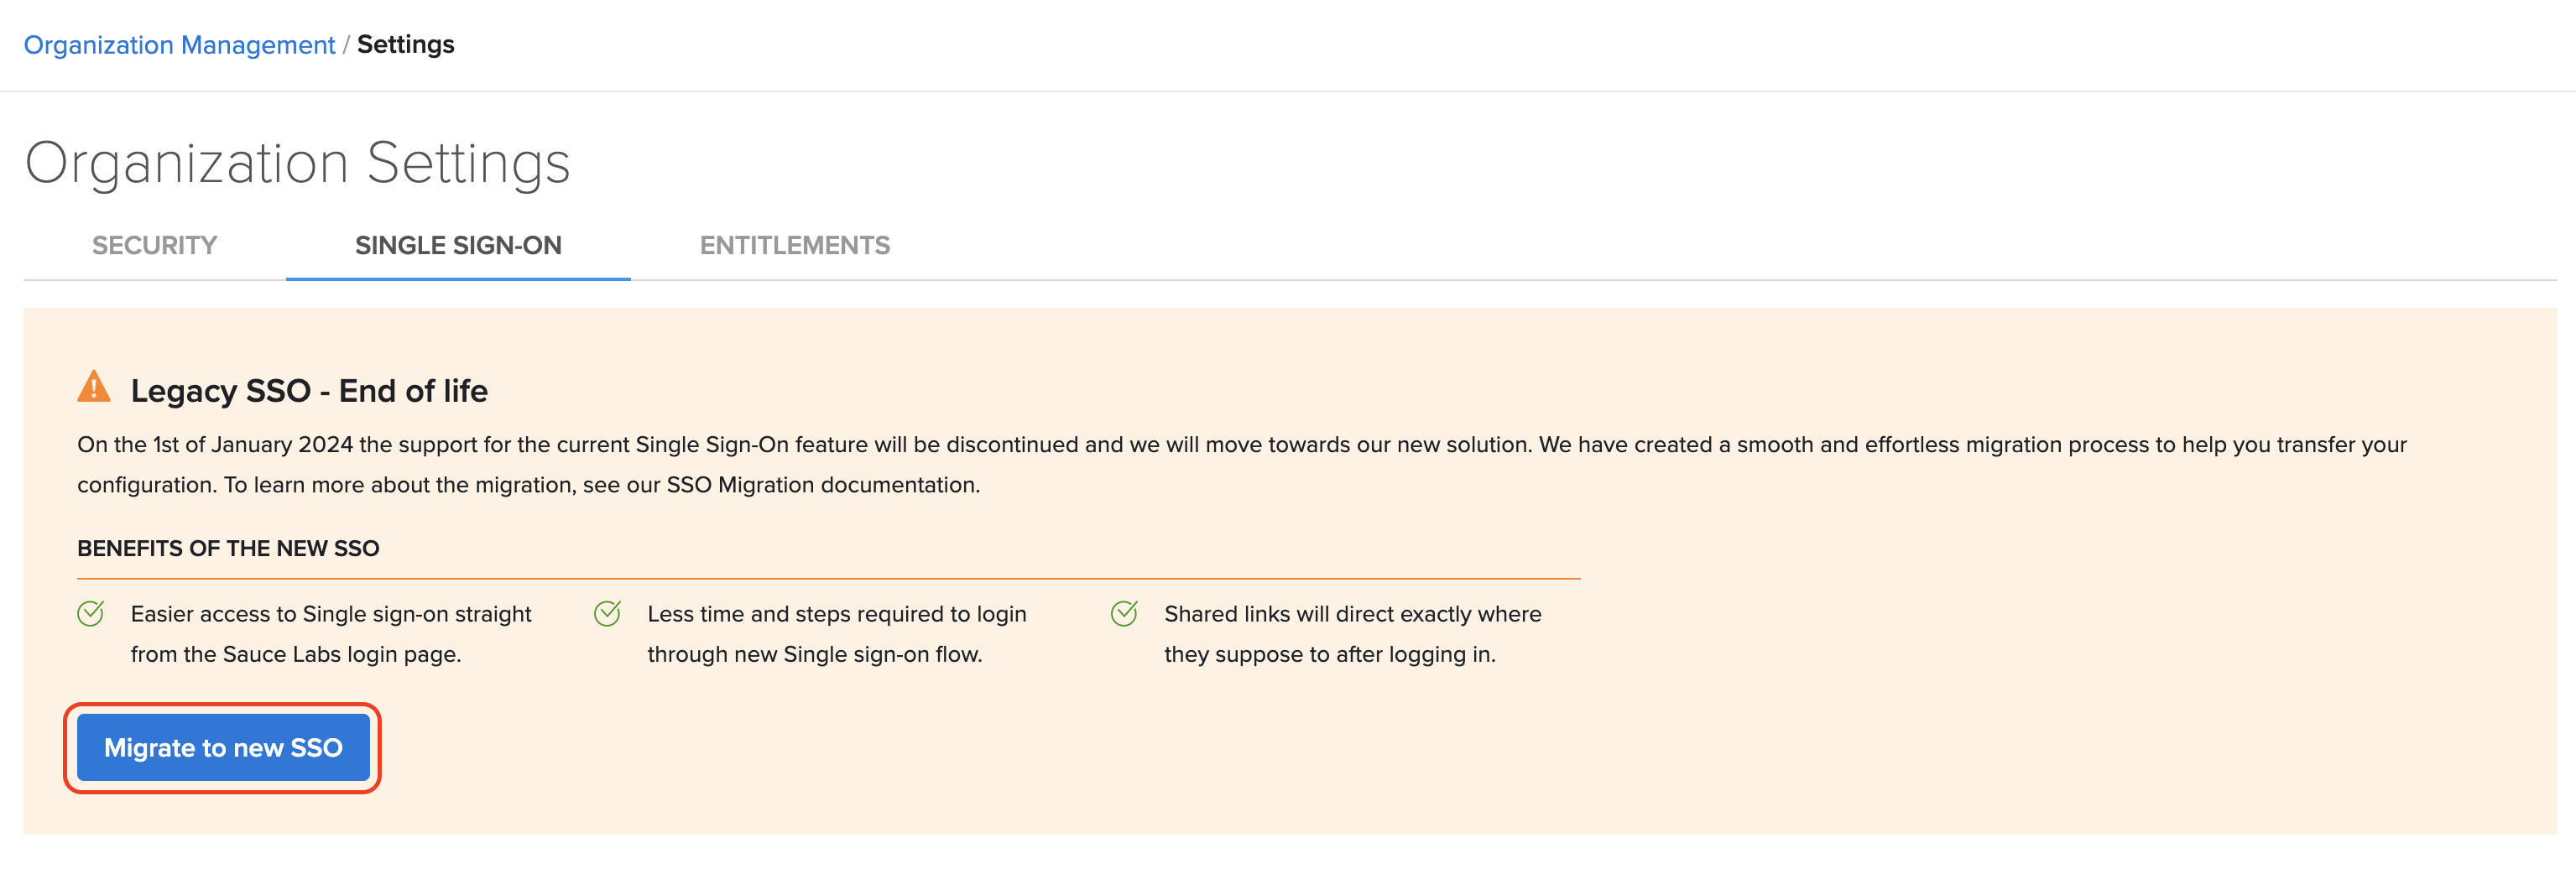 Organization Management / Settings
Organization Settings
SECURITY
SINGLE SIGN-ON
ENTITLEMENTS
Legacy SSO - End of life
On the 1st of January 2024 the support for the current Single Sign-On feature will be discontinued and we will move towards our new solution. We have created a smooth and effortless migration process to help you transfer your
configuration. To learn more about the migration, see our SSO Migration documentation.
BENEFITS OF THE NEW SSO
Easier access to Single sign-on straight
from the Sauce Labs login page.
Less time and steps required to login
through new Single sign-on flow.
Shared links will direct exactly where
they suppose to after logging in.
Migrate to new SSO